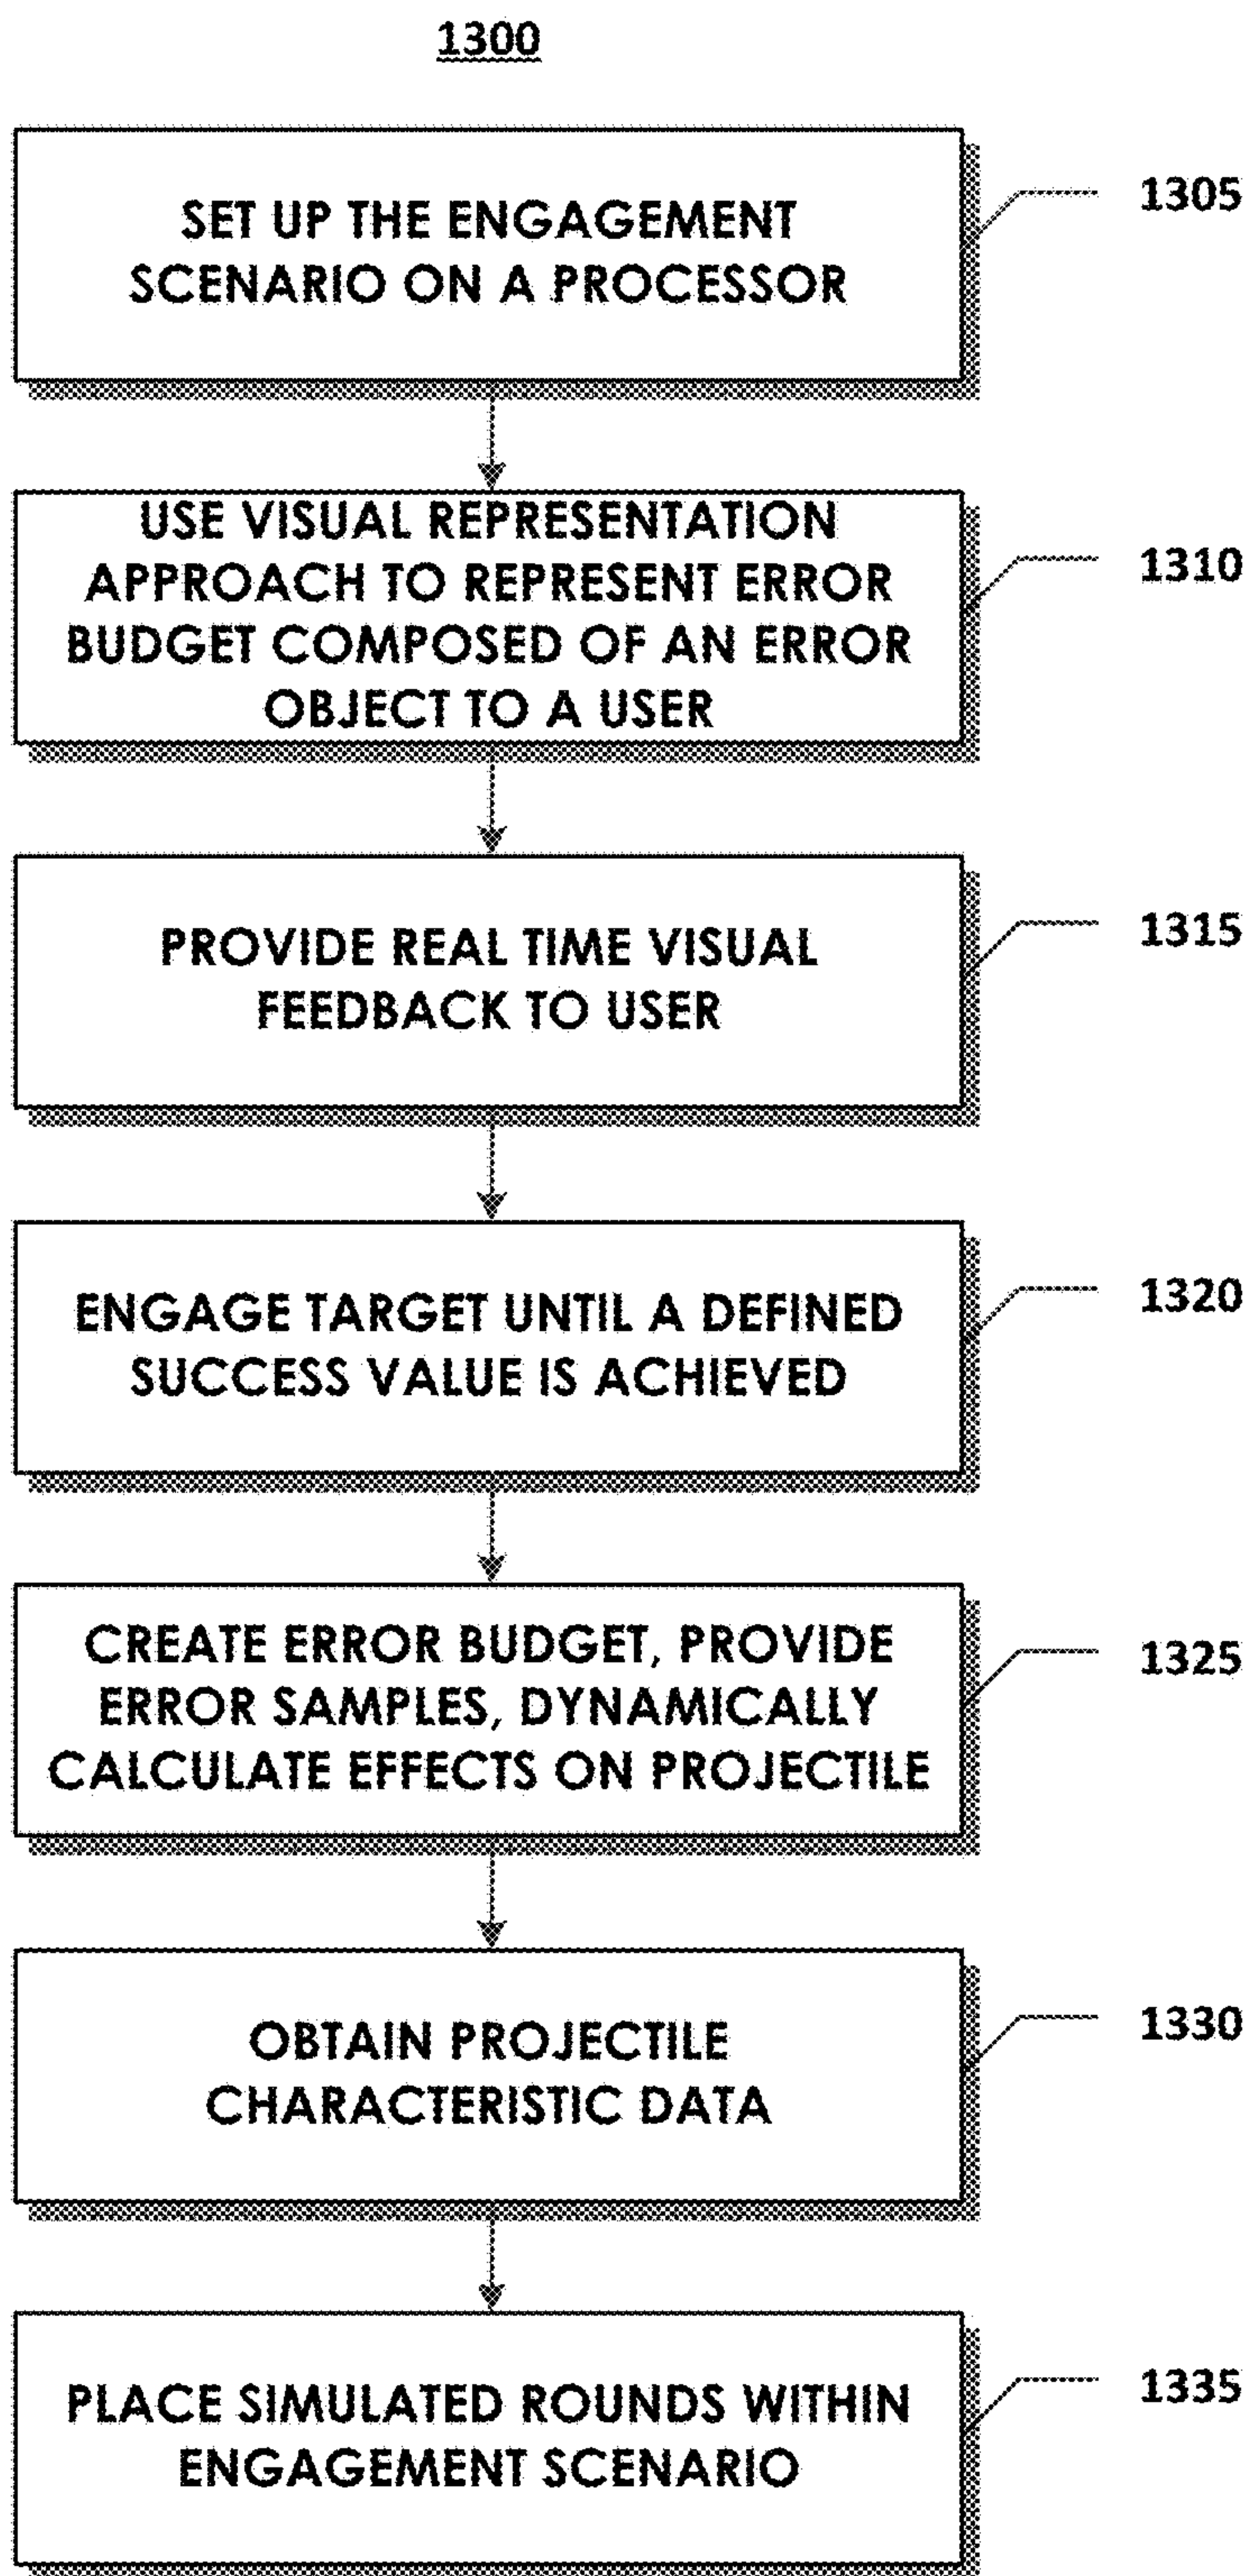 1300
SET UP THE ENGAGEMENT
SCENARIO ON A PROCESSOR
1305
USE VISUAL REPRESENTATION
APPROACH TO REPRESENT ERROR
BUDGET COMPOSED OF AN ERROR
OBJECT TO A USER
1310
PROVIDE REAL TIME VISUAL
FEEDBACK TO USER
1315
ENGAGE TARGET UNTIL A DEFINED
SUCCESS VALUE IS ACHIEVED
1320
CREATE ERROR BUDGET, PROVIDE
ERROR SAMPLES, DYNAMICALLY
CALCULATE EFFECTS ON PROJECTILE
1325
OBTAIN PROJECTILE
CHARACTERISTIC DATA
1330
PLACE SIMULATED ROUNDS WITHIN
ENGAGEMENT SCENARIO
1335